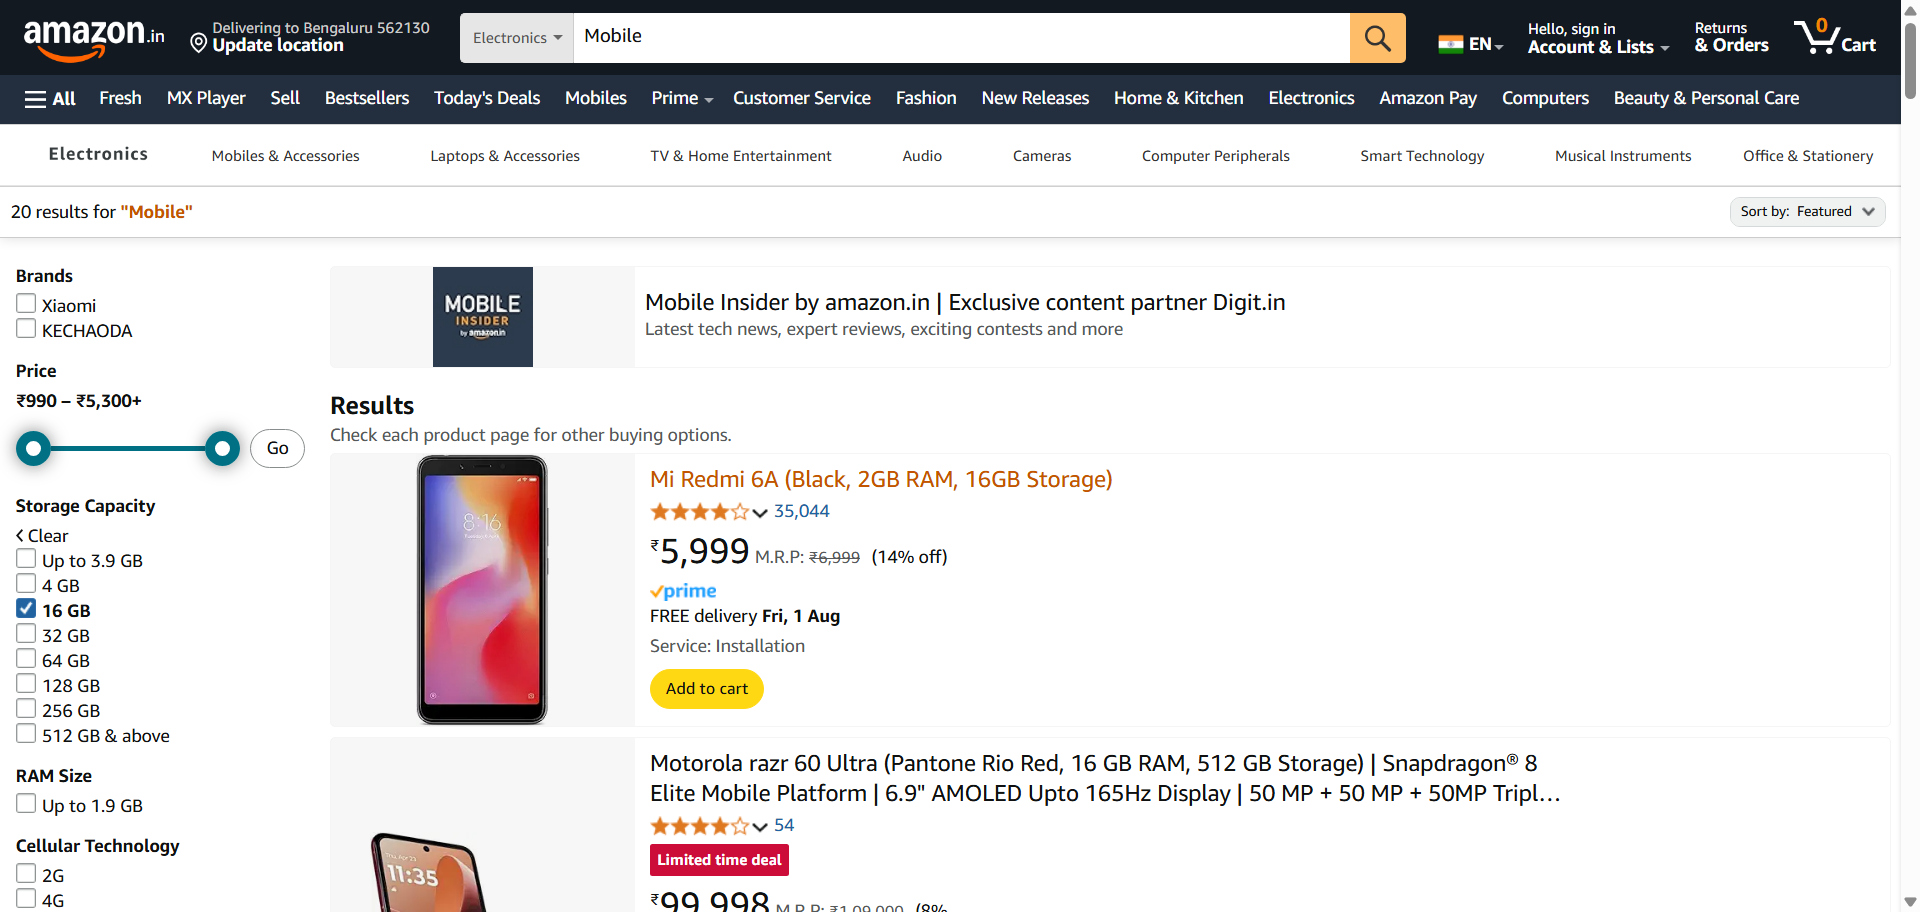 amazon.in
Delivering to Bengaluru 562130
Update location
Electronics
Mobile
EN
Hello, sign in
Account & Lists
Returns
& Orders
0
Cart
All
Fresh
MX Player
Sell
Bestsellers
Today's Deals
Mobiles
Prime
Customer Service
Fashion
New Releases
Home & Kitchen
Electronics
Amazon Pay
Computers
Beauty & Personal Care
Electronics
Mobiles & Accessories
Laptops & Accessories
TV & Home Entertainment
Audio
Cameras
Computer Peripherals
Smart Technology
Musical Instruments
Office & Stationery
20 results for "Mobile"
Sort by: Featured
Brands
Xiaomi
KECHAODA
Price
₹990 – ₹5,300+
Go
Storage Capacity
Clear
Up to 3.9 GB
4 GB
16 GB
32 GB
64 GB
128 GB
256 GB
512 GB & above
RAM Size
Up to 1.9 GB
Cellular Technology
2G
4G
MOBILE
INSIDER
by amazon.in
Mobile Insider by amazon.in | Exclusive content partner Digit.in
Latest tech news, expert reviews, exciting contests and more
Results
Check each product page for other buying options.
8:16
Mi Redmi 6A (Black, 2GB RAM, 16GB Storage)
35,044
₹5,999 M.R.P: ₹6,999 (14% off)
prime
FREE delivery Fri, 1 Aug
Service: Installation
Add to cart
11:35
Motorola razr 60 Ultra (Pantone Rio Red, 16 GB RAM, 512 GB Storage) | Snapdragon® 8
Elite Mobile Platform | 6.9" AMOLED Upto 165Hz Display | 50 MP + 50 MP + 50MP Tripl…
54
Limited time deal
₹99,998 M.R.P: ₹1,09,000 (8%